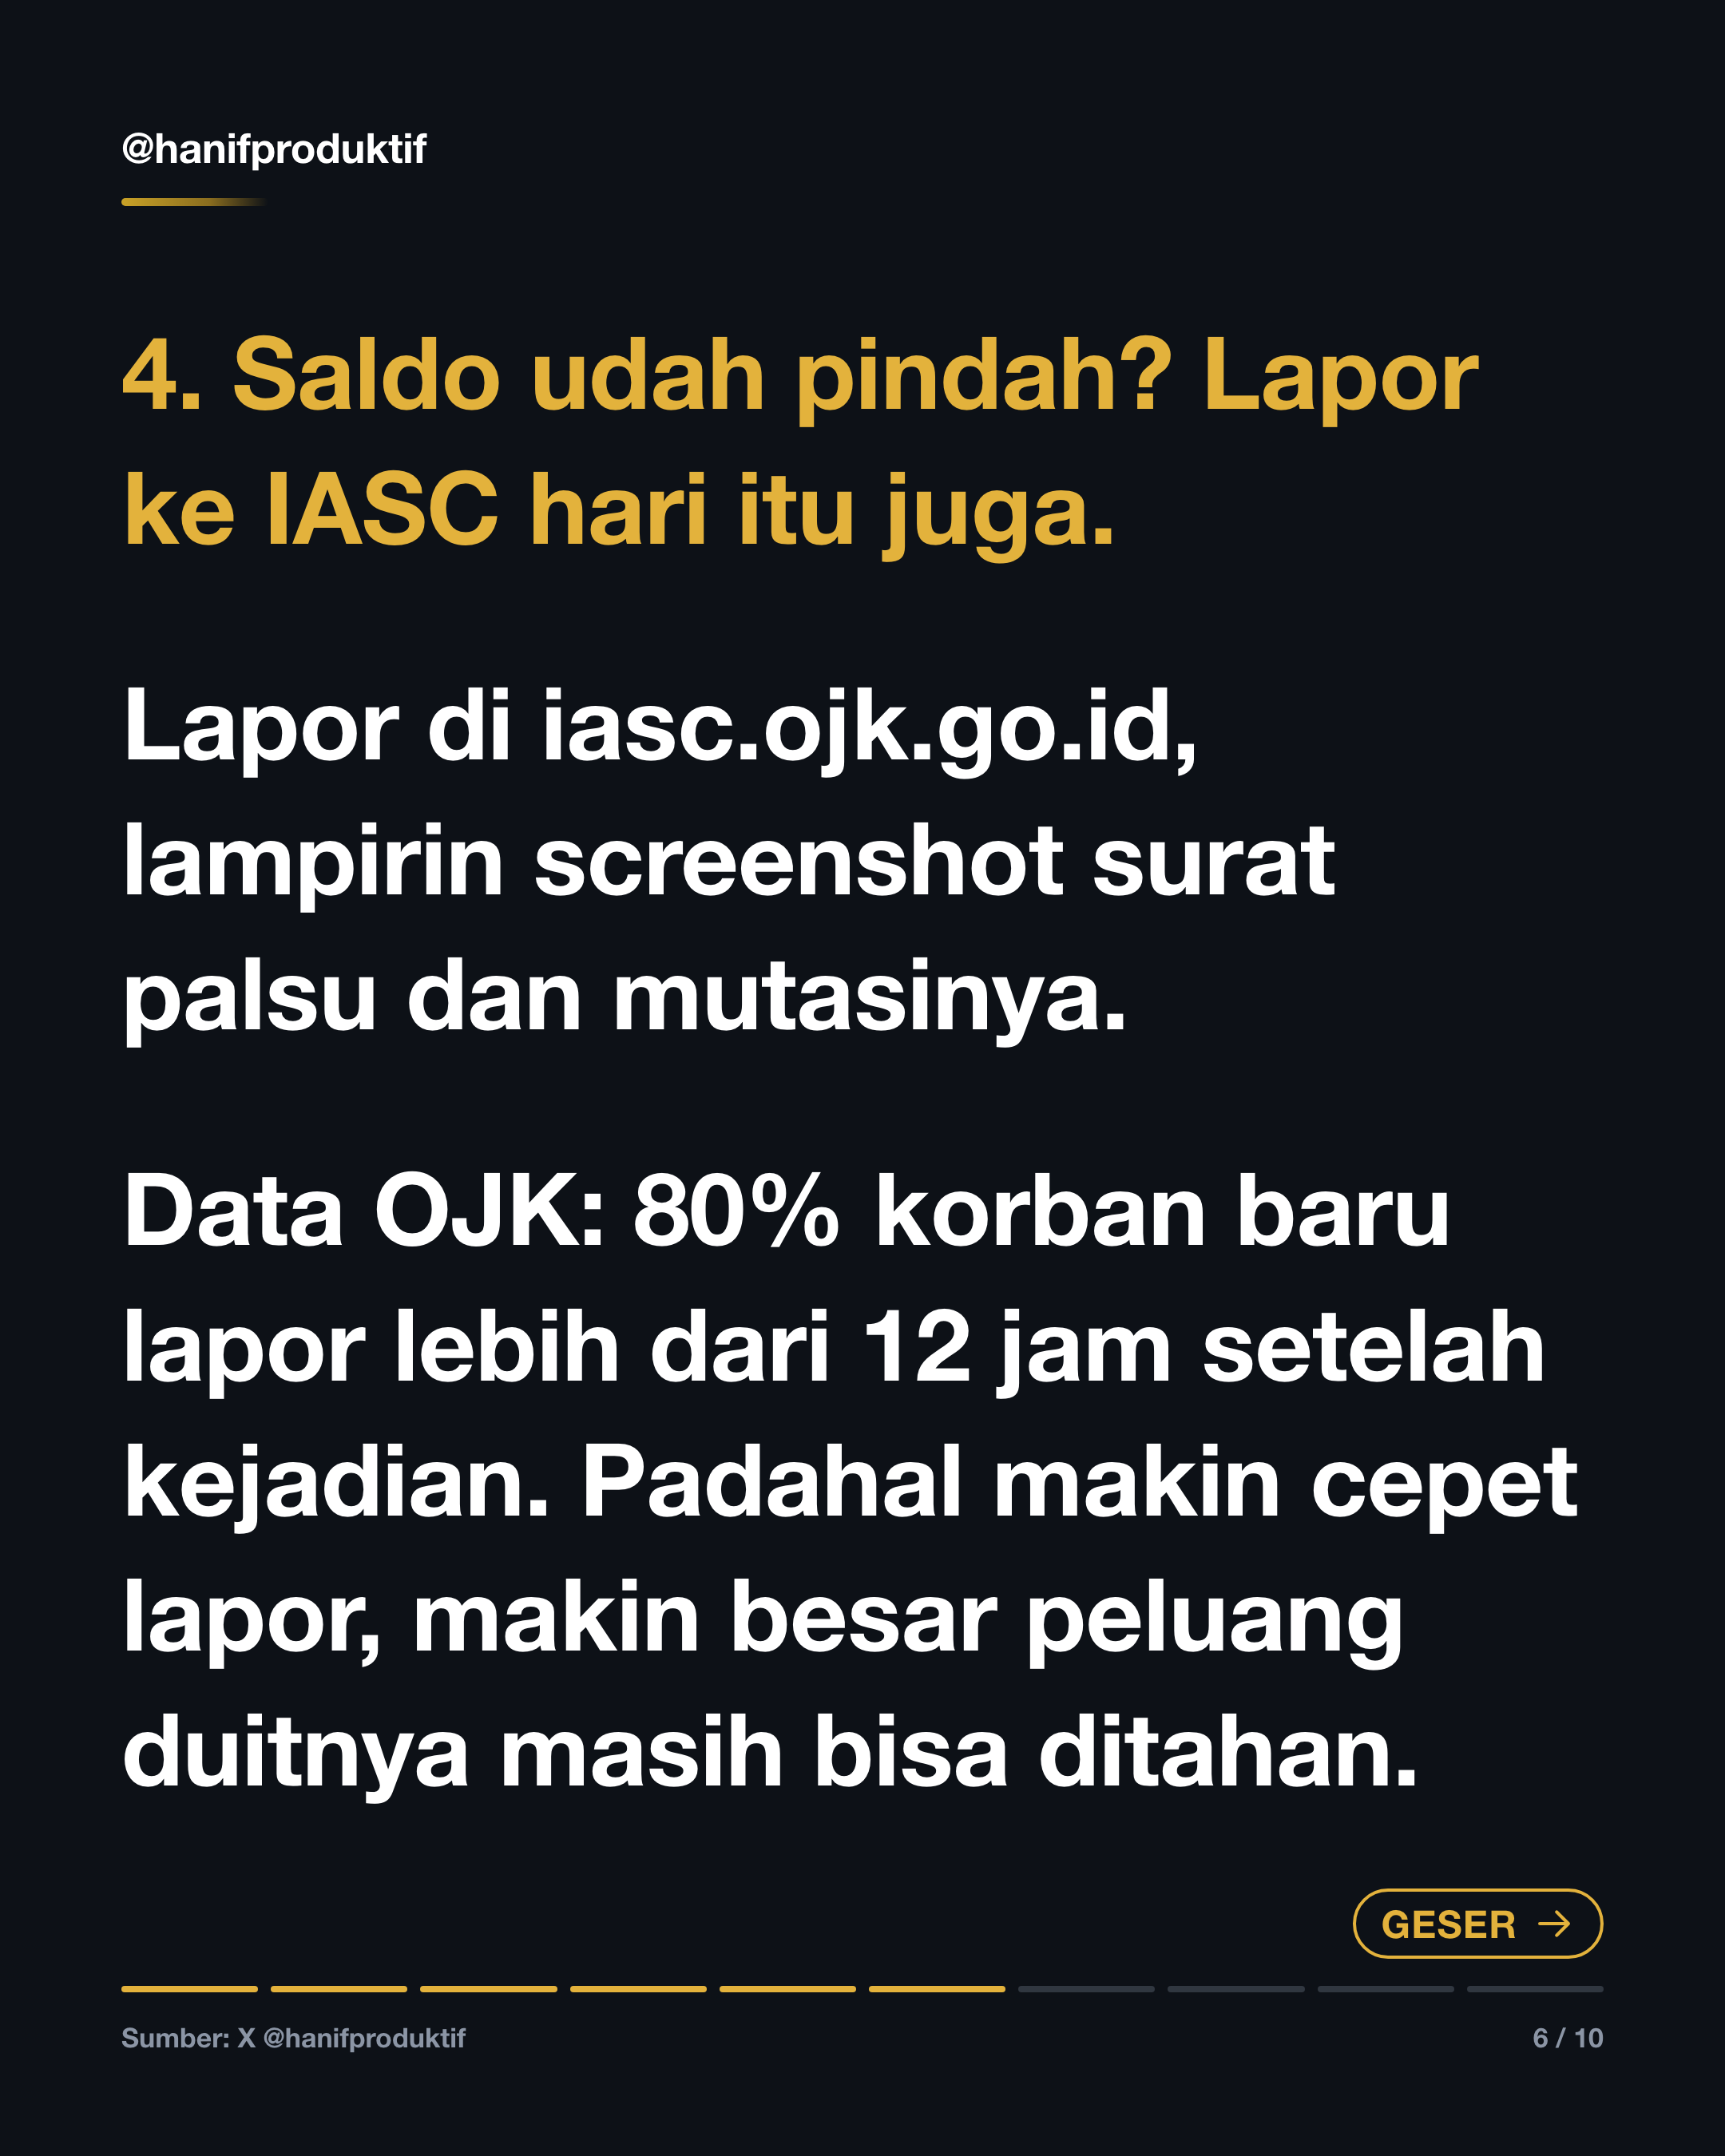 @hanifproduktif
4. Saldo udah pindah? Lapor
ke IASC hari itu juga.
Lapor di iasc.ojk.go.id,
lampirin screenshot surat
palsu dan mutasinya.
Data OJK: 80% korban baru
lapor lebih dari 12 jam setelah
kejadian. Padahal makin cepet
lapor, makin besar peluang
duitnya masih bisa ditahan.
GESER →
Sumber: X @hanifproduktif
6 / 10